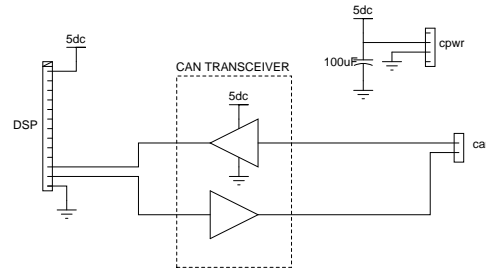 5dc
cpwr
5dc
100uF
CAN TRANSCEIVER
5dc
DSP
ca